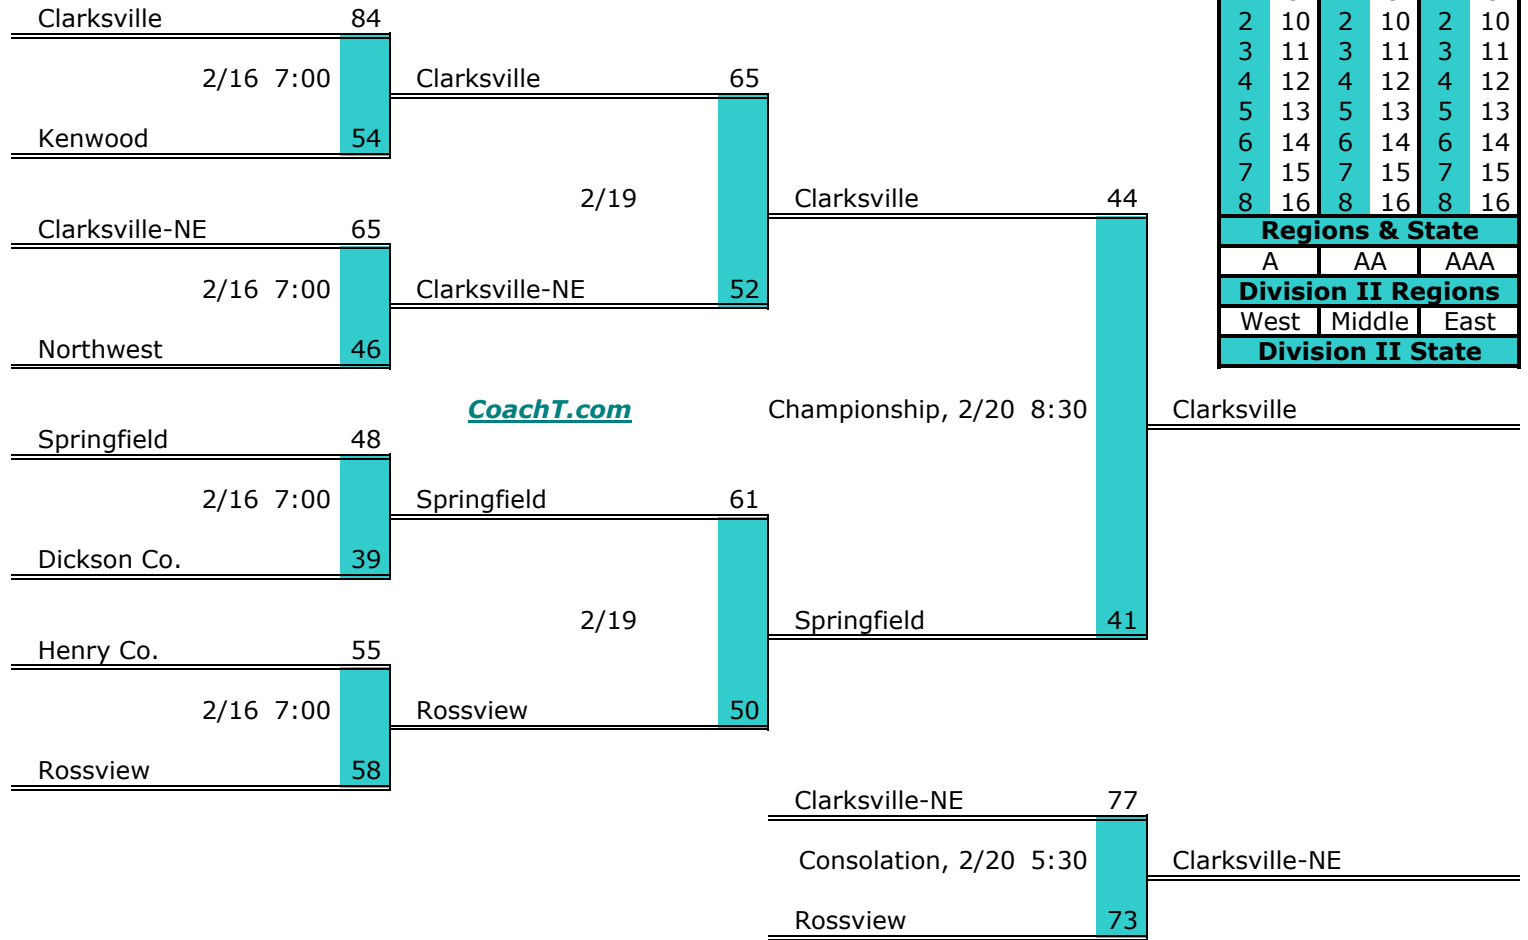 Clarksville 84
2/16 7:00
Kenwood 54
Clarksville 65
2/19
Clarksville-NE 65
2/16 7:00
Northwest 46
Clarksville-NE 52
Clarksville 44
CoachT.com
Championship, 2/20 8:30
Clarksville
Springfield 48
2/16 7:00
Dickson Co. 39
Springfield 61
2/19
Springfield 41
Henry Co. 55
2/16 7:00
Rossview 58
Rossview 50
Clarksville-NE 77
Consolation, 2/20 5:30
Rossview 73
Clarksville-NE
2 10 2 10 2 10
3 11 3 11 3 11
4 12 4 12 4 12
5 13 5 13 5 13
6 14 6 14 6 14
7 15 7 15 7 15
8 16 8 16 8 16
Regions & State
A AA AAA
Division II Regions
West Middle East
Division II State